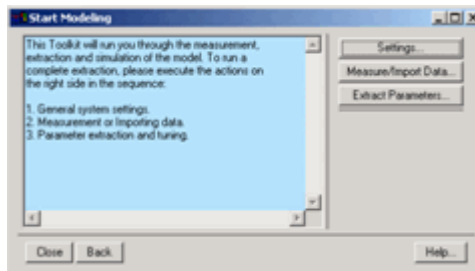 Start Modeling
This Toolkit will run you through the measurement,
extraction and simulation of the model. To run a
complete extraction, please execute the actions on
the right side in the sequence:
1. General system settings.
2. Measurement or Importing data.
3. Parameter extraction and tuning.
Settings...
Measure/Import Data...
Extract Parameters...
Close Back Help...